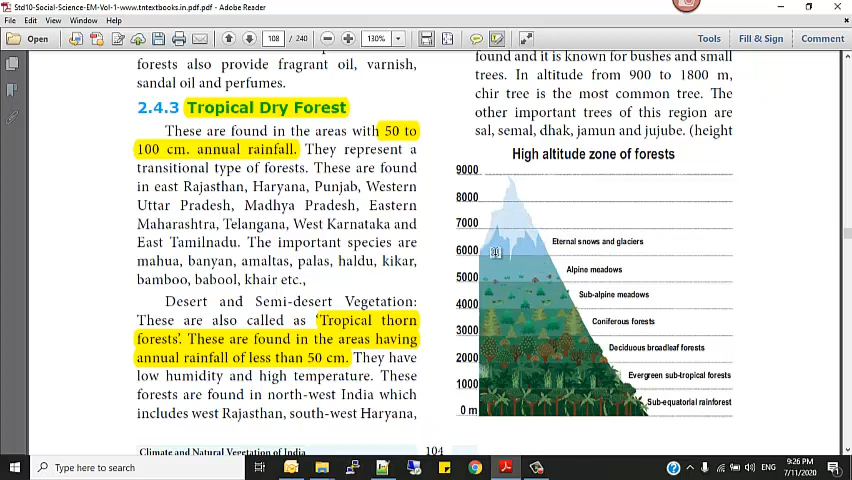 Std10-Social-Science-EM-Vol-1-www.tntextbooks.in.pdf.pdf
File Edit View Window Help
Open 108 / 240 130% Tools Fill & Sign Comment
forests also provide fragrant oil, varnish,
sandal oil and perfumes.
2.4.3 Tropical Dry Forest
These are found in the areas with 50 to
100 cm. annual rainfall. They represent a
transitional type of forests. These are found
in east Rajasthan, Haryana, Punjab, Western
Uttar Pradesh, Madhya Pradesh, Eastern
Maharashtra, Telangana, West Karnataka and
East Tamilnadu. The important species are
mahua, banyan, amaltas, palas, haldu, kikar,
bamboo, babool, khair etc.,
Desert and Semi-desert Vegetation:
These are also called as ‘Tropical thorn
forests’. These are found in the areas having
annual rainfall of less than 50 cm. They have
low humidity and high temperature. These
forests are found in north-west India which
includes west Rajasthan, south-west Haryana,
found and it is known for bushes and small
trees. In altitude from 900 to 1800 m,
chir tree is the most common tree. The
other important trees of this region are
sal, semal, dhak, jamun and jujube. (height
High altitude zone of forests
9000
8000
7000
Eternal snows and glaciers
6000
Alpine meadows
5000
Sub-alpine meadows
4000
Coniferous forests
3000
Deciduous broadleaf forests
2000
Evergreen sub-tropical forests
1000
Sub-equatorial rainforest
0 m
Climate and Natural Vegetation of India 104
Type here to search
ENG
9:26 PM
7/11/2020